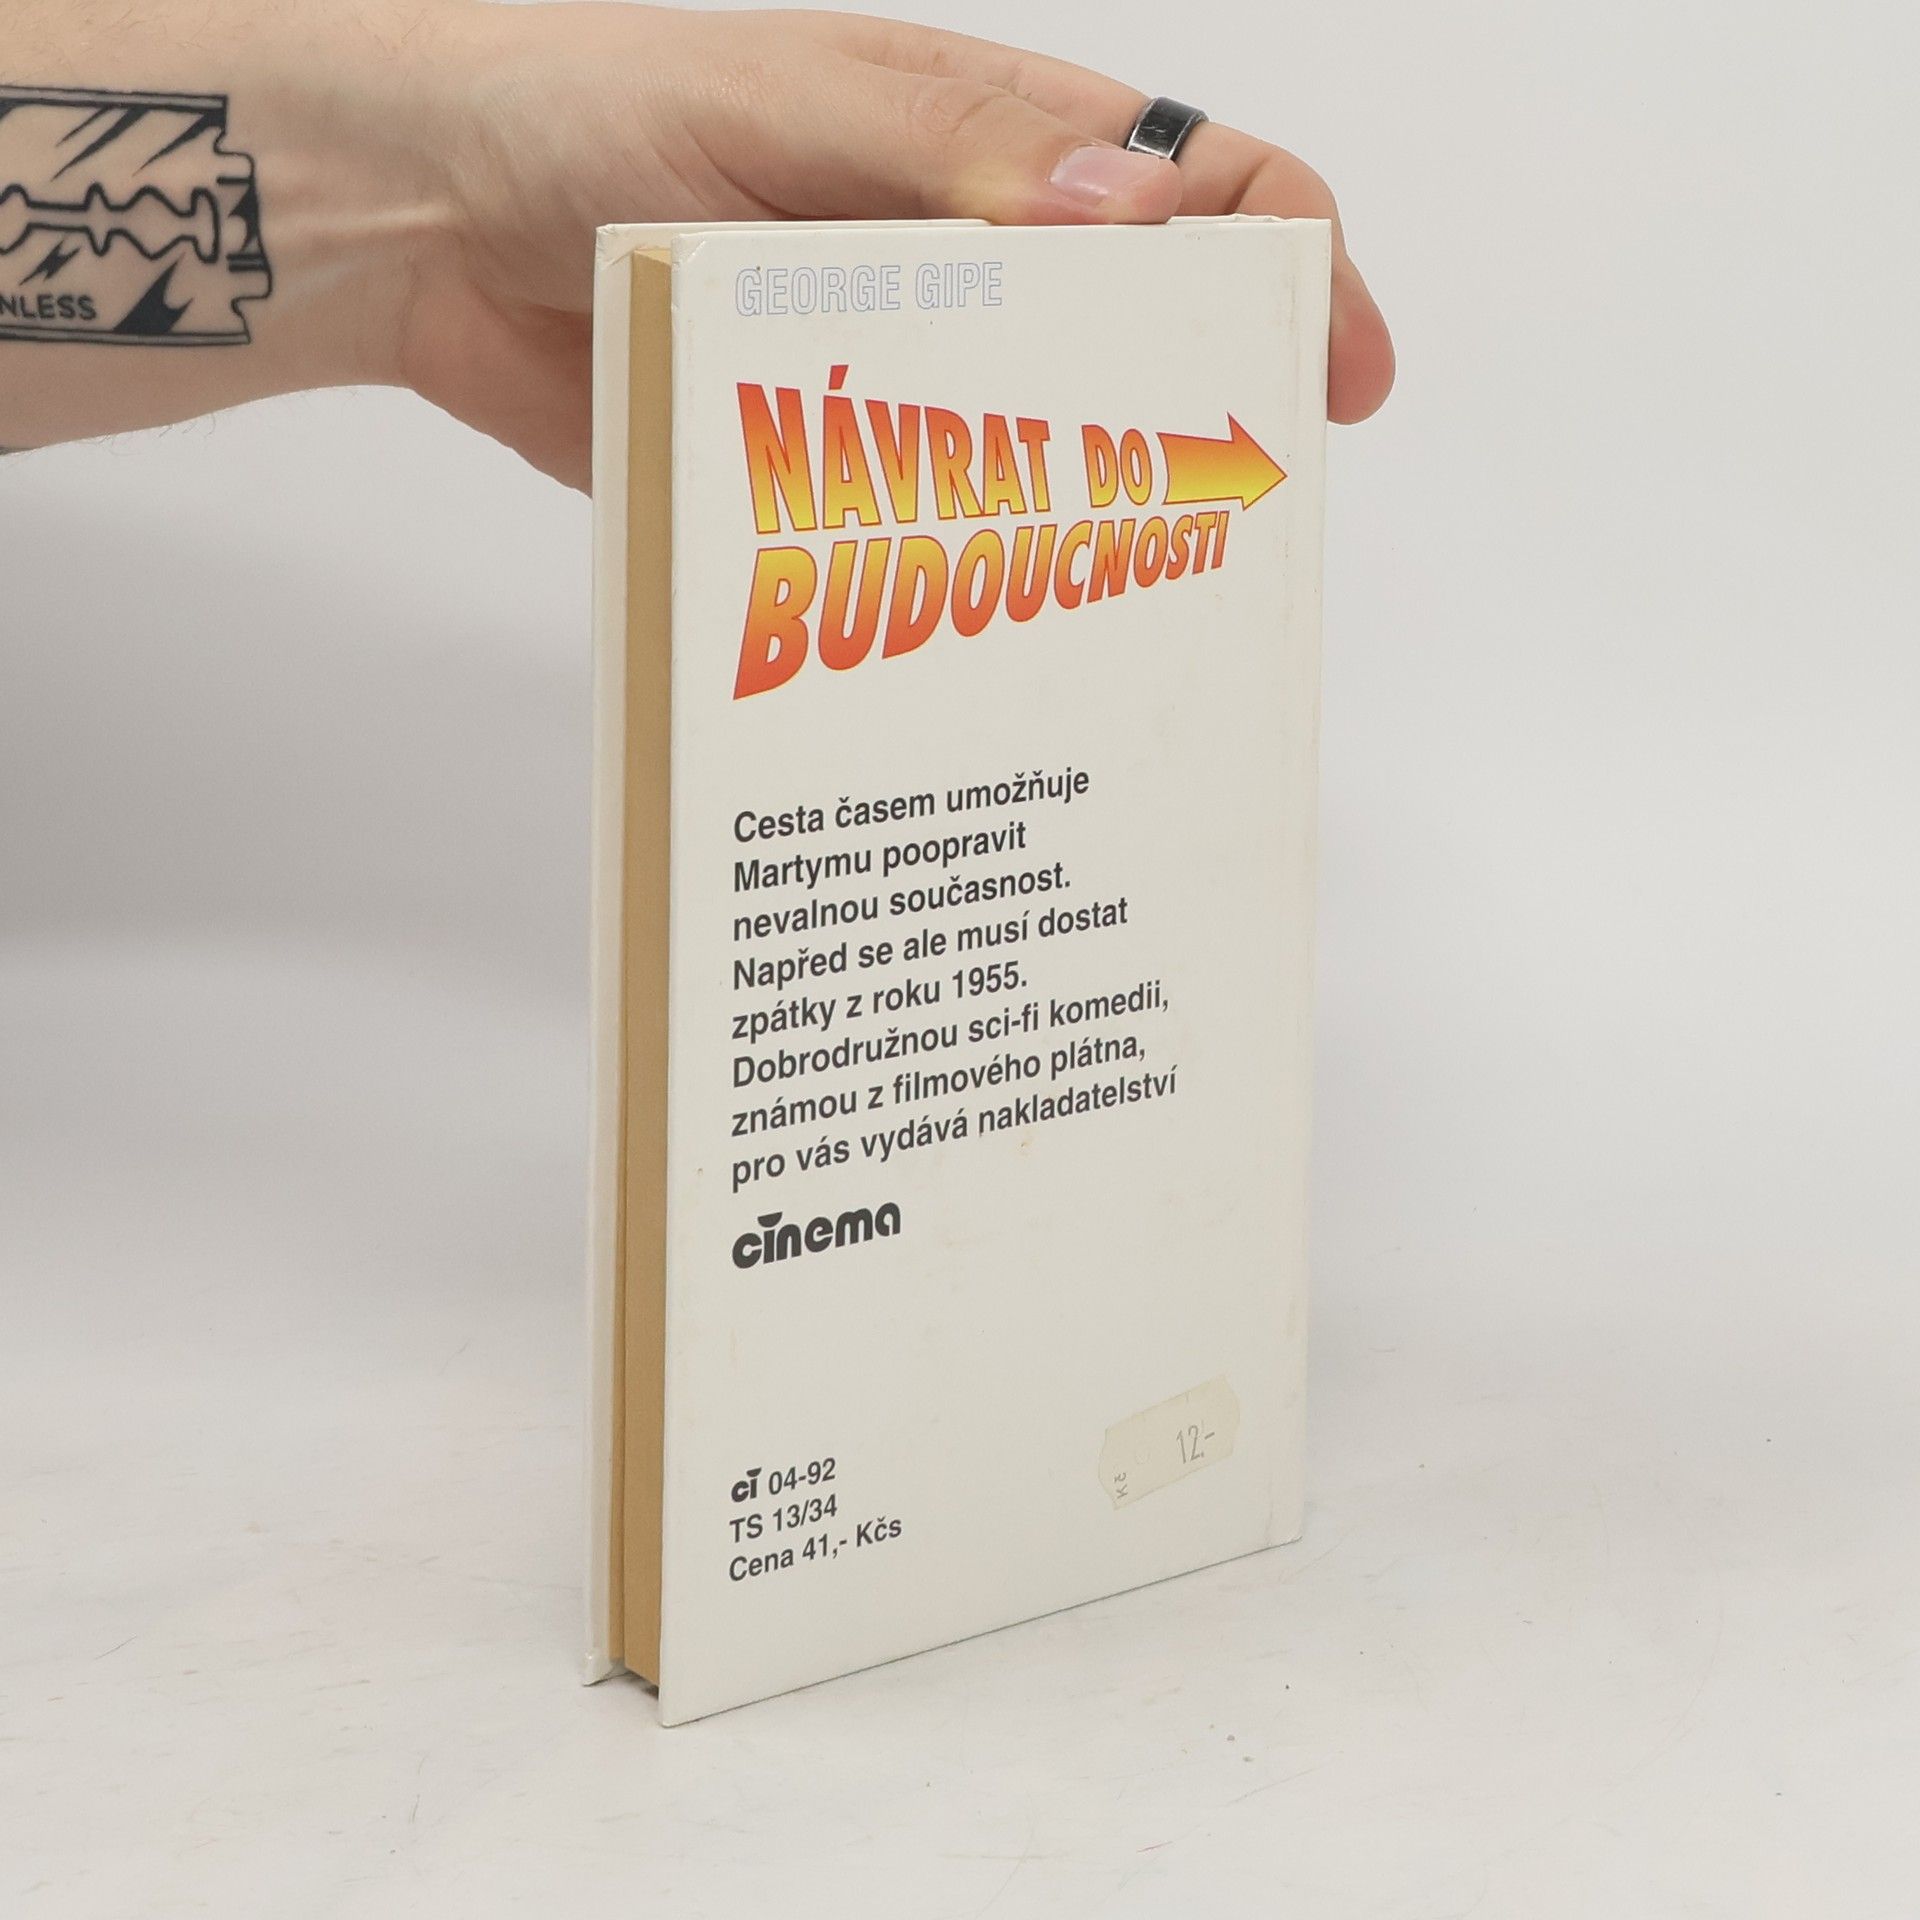 NLESS
GEORGE GIPE
NÁVRAT DO
BUDOUCNOSTI
Cesta časem umožňuje
Martymu poopravit
nevalnou současnost.
Napřed se ale musí dostat
zpátky z roku 1955.
Dobrodružnou sci-fi komedii,
známou z filmového plátna,
pro vás vydává nakladatelství
cinema
ci 04-92
TS 13/34
Cena 41,- Kčs
Kč 12,-